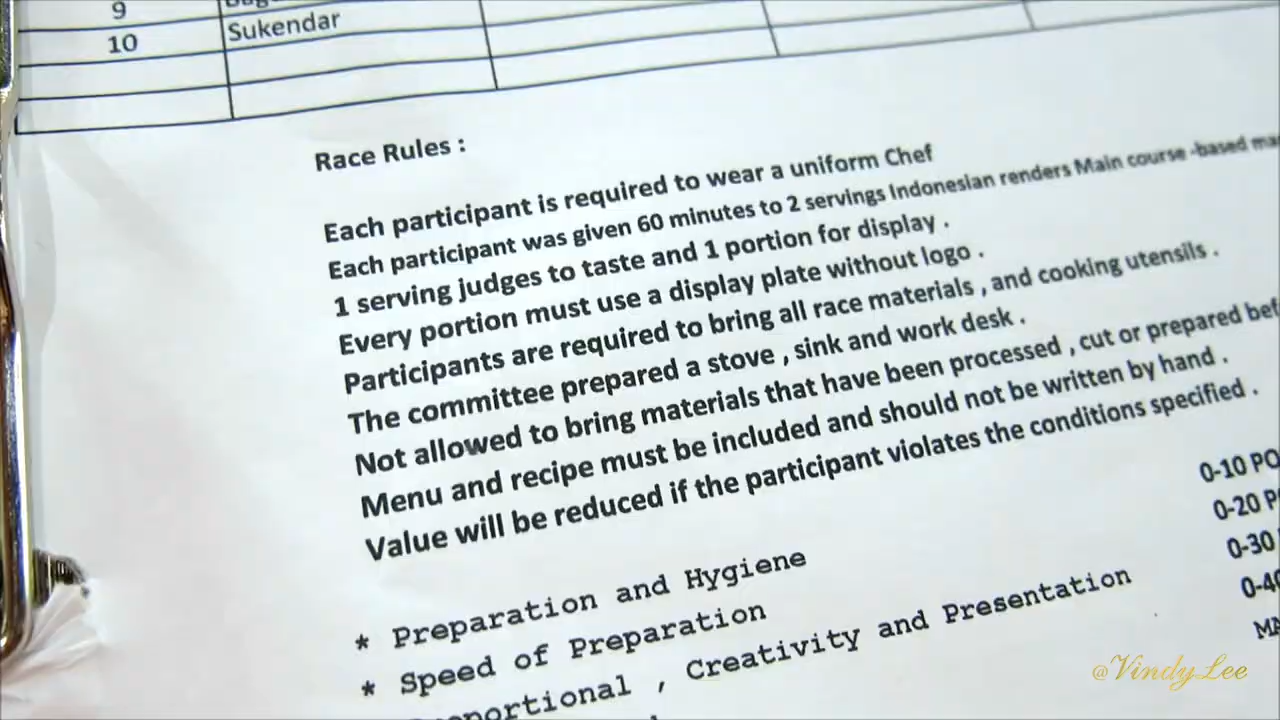 9
10 Sukendar
Race Rules :
Each participant is required to wear a uniform Chef
Each participant was given 60 minutes to 2 servings Indonesian renders Main course -based
1 serving judges to taste and 1 portion for display .
Every portion must use a display plate without logo .
Participants are required to bring all race materials , and cooking utensils .
The committee prepared a stove , sink and work desk .
Not allowed to bring materials that have been processed , cut or prepared
Menu and recipe must be included and should not be written by hand .
Value will be reduced if the participant violates the conditions specified .
* Preparation and Hygiene 0-10
* Speed of Preparation 0-20
, Creativity and Presentation 0-30
@VindyLee